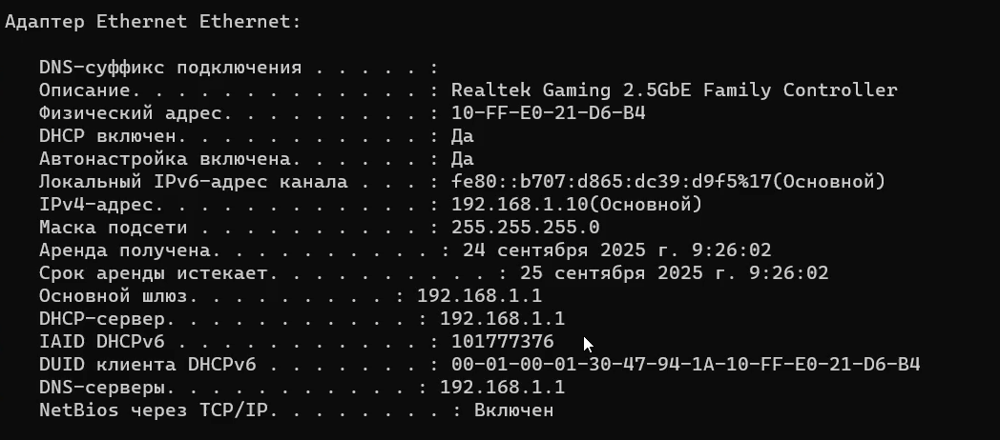 Адаптер Ethernet Ethernet:
DNS-суффикс подключения . . . . . :
Описание. . . . . . . . . . . . . : Realtek Gaming 2.5GbE Family Controller
Физический адрес. . . . . . . . . : 10-FF-E0-21-D6-B4
DHCP включен. . . . . . . . . . . : Да
Автонастройка включена. . . . . . : Да
Локальный IPv6-адрес канала . . . : fe80::b707:d865:dc39:d9f5%17(Основной)
IPv4-адрес. . . . . . . . . . . . : 192.168.1.10(Основной)
Маска подсети . . . . . . . . . . : 255.255.255.0
Аренда получена. . . . . . . . . . : 24 сентября 2025 г. 9:26:02
Срок аренды истекает. . . . . . . . . . : 25 сентября 2025 г. 9:26:02
Основной шлюз. . . . . . . . . : 192.168.1.1
DHCP-сервер. . . . . . . . . . . : 192.168.1.1
IAID DHCPv6 . . . . . . . . . . . : 101777376
DUID клиента DHCPv6 . . . . . . . : 00-01-00-01-30-47-94-1A-10-FF-E0-21-D6-B4
DNS-серверы. . . . . . . . . . . : 192.168.1.1
NetBios через TCP/IP. . . . . . . . : Включен